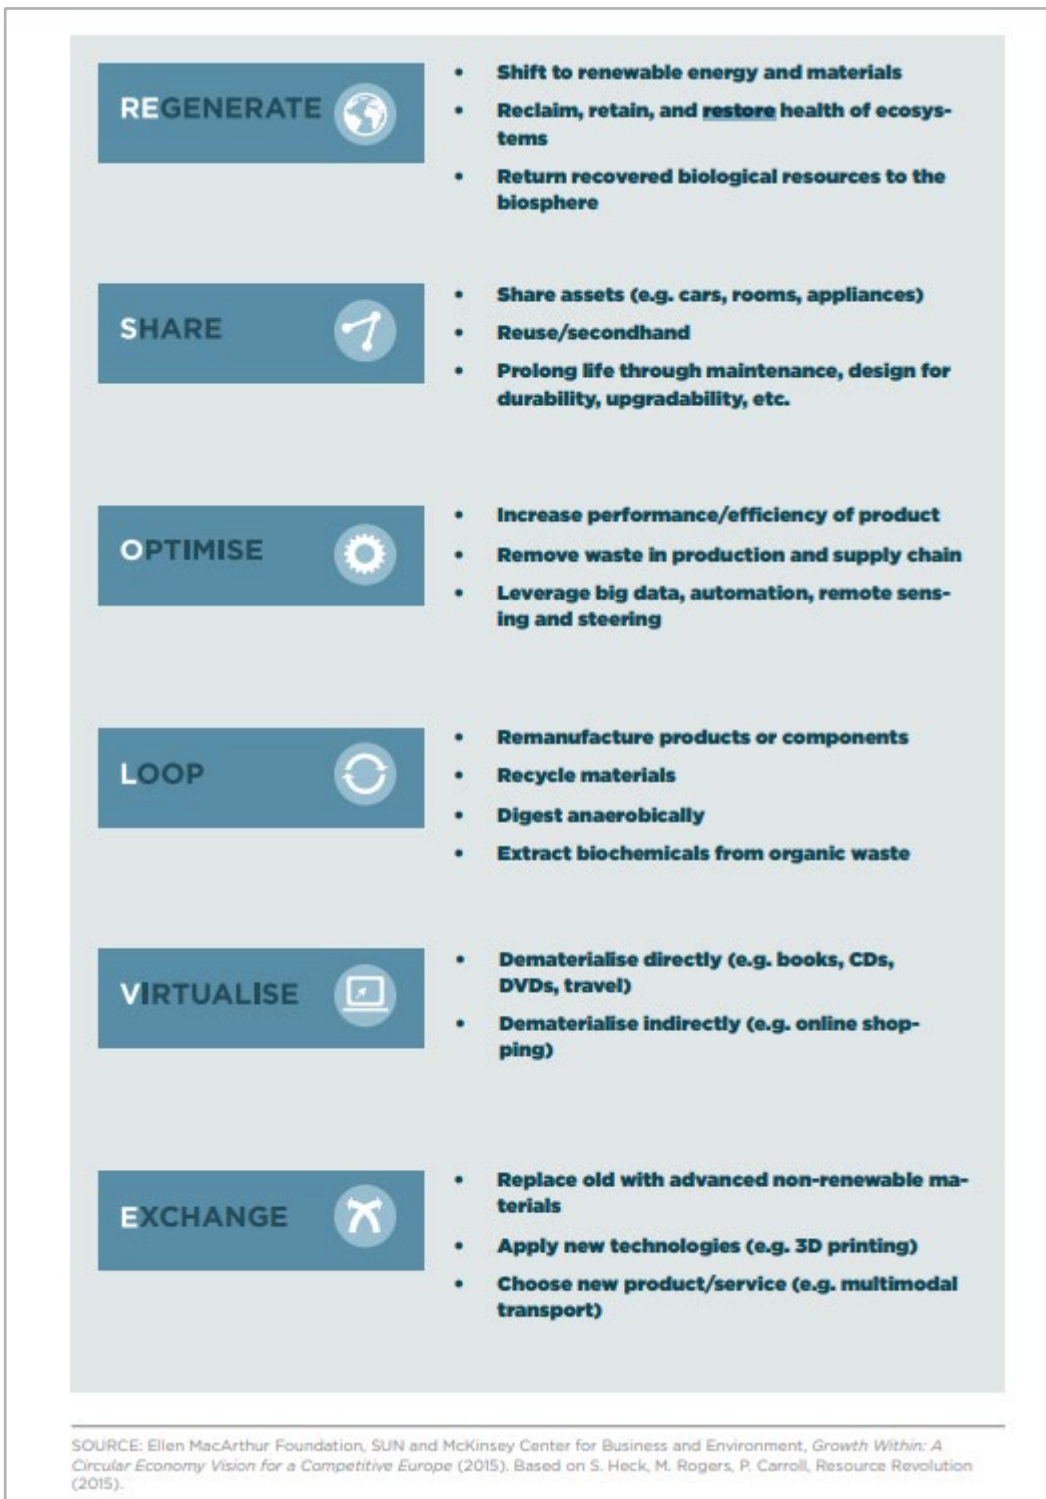 REGENERATE
• Shift to renewable energy and materials
• Reclaim, retain, and restore health of ecosys-
tems
• Return recovered biological resources to the
biosphere
SHARE
• Share assets (e.g. cars, rooms, appliances)
• Reuse/secondhand
• Prolong life through maintenance, design for
durability, upgradability, etc.
OPTIMISE
• Increase performance/efficiency of product
• Remove waste in production and supply chain
• Leverage big data, automation, remote sens-
ing and steering
LOOP
• Remanufacture products or components
• Recycle materials
• Digest anaerobically
• Extract biochemicals from organic waste
VIRTUALISE
• Dematerialise directly (e.g. books, CDs,
DVDs, travel)
• Dematerialise indirectly (e.g. online shop-
ping)
EXCHANGE
• Replace old with advanced non-renewable ma-
terials
• Apply new technologies (e.g. 3D printing)
• Choose new product/service (e.g. multimodal
transport)
SOURCE: Ellen MacArthur Foundation, SUN and McKinsey Center for Business and Environment, Growth Within: A
Circular Economy Vision for a Competitive Europe (2015). Based on S. Heck, M. Rogers, P. Carroll, Resource Revolution
(2015).